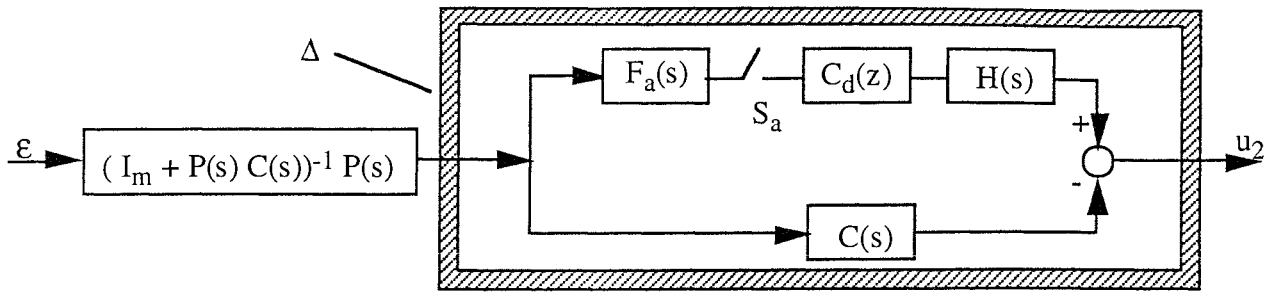 Δ
F_a(s)
S_a
C_d(z)
H(s)
+
ε
( I_m + P(s) C(s))^-1 P(s)
-
u_2
C(s)